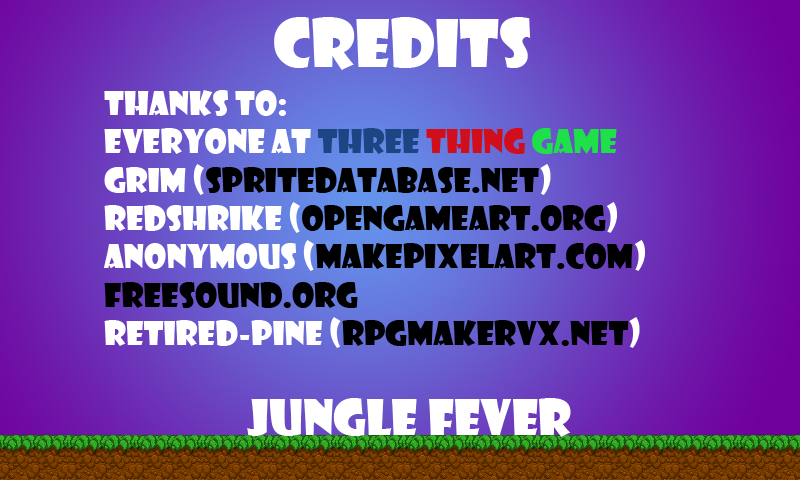 CREDITS
THANKS TO:
EVERYONE AT THREE THING GAME
GRIM (SPRITEDATABASE.NET)
REDSHRIKE (OPENGAMEART.ORG)
ANONYMOUS (MAKEPIXELART.COM)
FREESOUND.ORG
RETIRED-PINE (RPGMAKERVX.NET)
JUNGLE FEVER